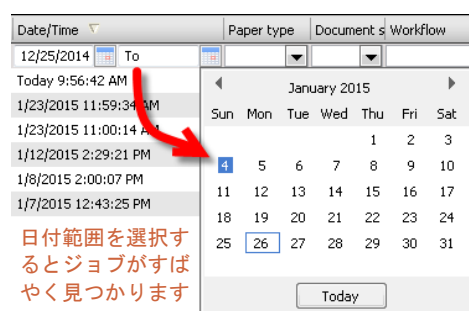 Date/Time Paper type Document s Workflow
12/25/2014 To
Today 9:56:42 AM
1/23/2015 11:59:34 AM
1/23/2015 11:00:14 AM
1/12/2015 2:29:21 PM
1/8/2015 2:00:07 PM
1/7/2015 12:43:25 PM
日付範囲を選択す
るとジョブがすば
やく見つかります
January 2015
Sun Mon Tue Wed Thu Fri Sat
1 2 3
4 5 6 7 8 9 10
11 12 13 14 15 16 17
18 19 20 21 22 23 24
25 26 27 28 29 30 31
Today